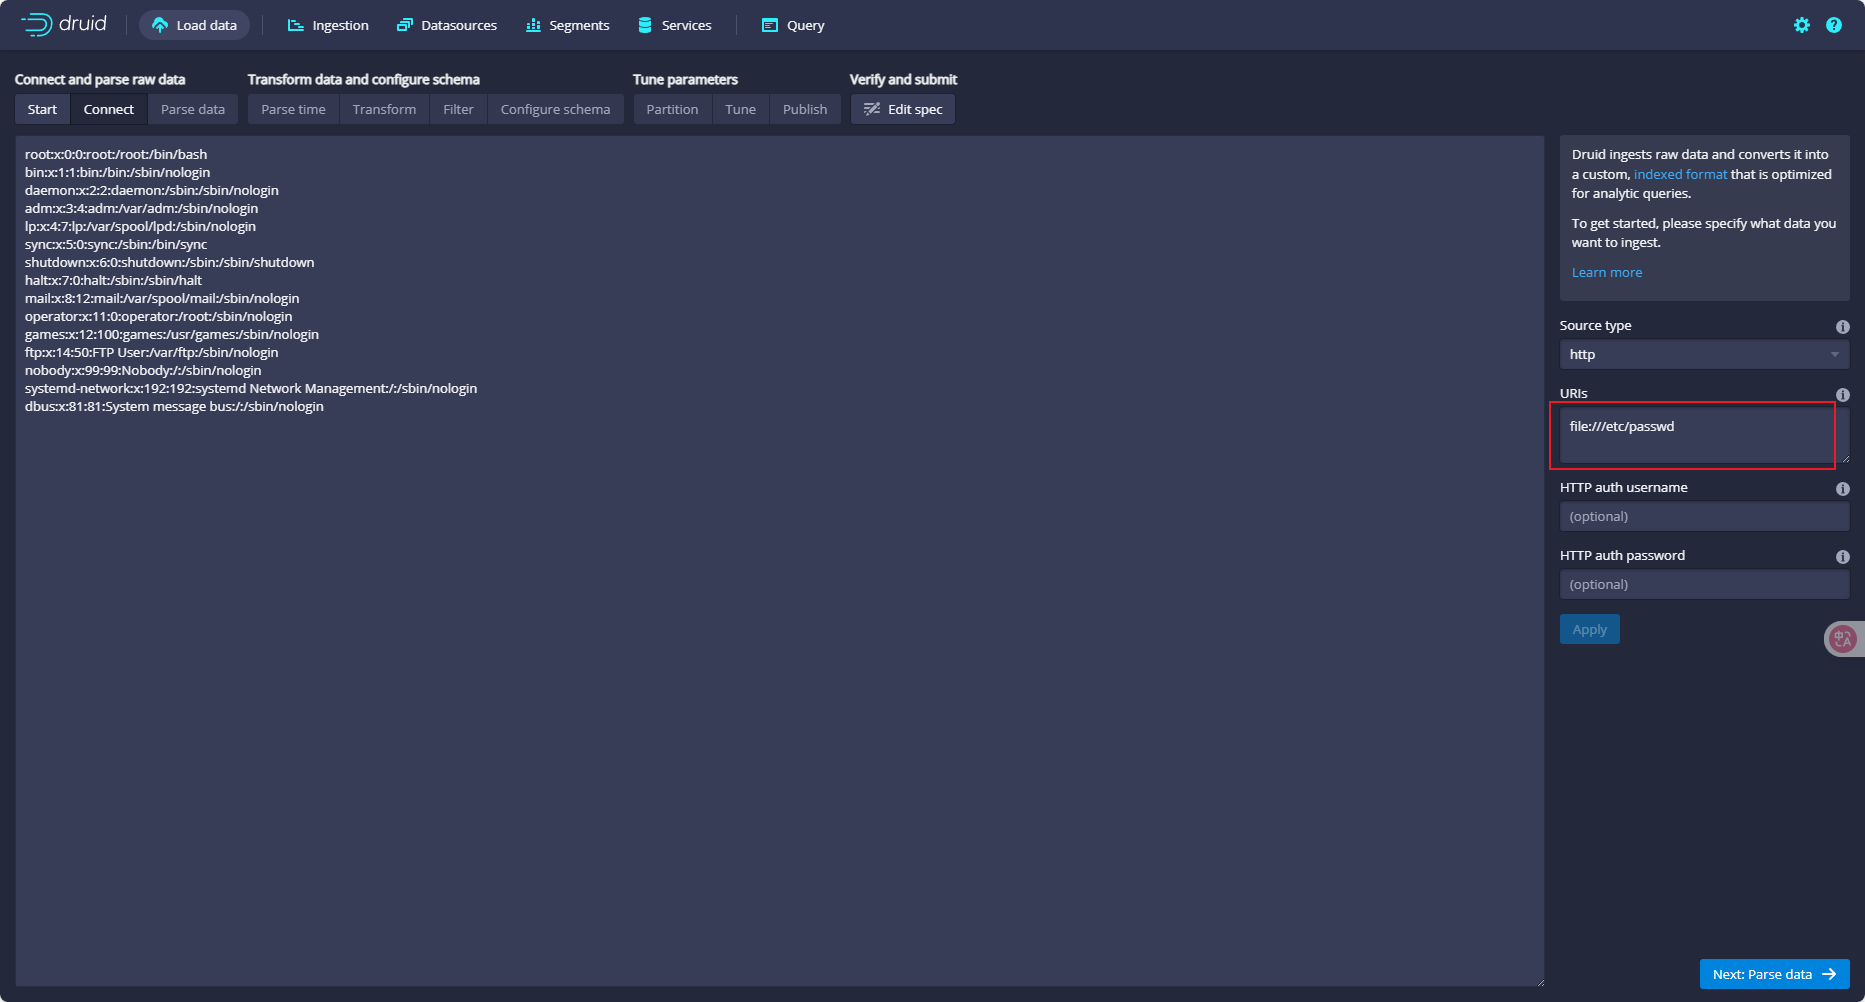 druid
Load data
Ingestion
Datasources
Segments
Services
Query
Connect and parse raw data
Transform data and configure schema
Tune parameters
Verify and submit
Start
Connect
Parse data
Parse time
Transform
Filter
Configure schema
Partition
Tune
Publish
Edit spec
root:x:0:0:root:/root:/bin/bash
bin:x:1:1:bin:/bin:/sbin/nologin
daemon:x:2:2:daemon:/sbin:/sbin/nologin
adm:x:3:4:adm:/var/adm:/sbin/nologin
lp:x:4:7:lp:/var/spool/lpd:/sbin/nologin
sync:x:5:0:sync:/sbin:/bin/sync
shutdown:x:6:0:shutdown:/sbin:/sbin/shutdown
halt:x:7:0:halt:/sbin:/sbin/halt
mail:x:8:12:mail:/var/spool/mail:/sbin/nologin
operator:x:11:0:operator:/root:/sbin/nologin
games:x:12:100:games:/usr/games:/sbin/nologin
ftp:x:14:50:FTP User:/var/ftp:/sbin/nologin
nobody:x:99:99:Nobody:/:/sbin/nologin
systemd-network:x:192:192:systemd Network Management:/:/sbin/nologin
dbus:x:81:81:System message bus:/:/sbin/nologin
Druid ingests raw data and converts it into
a custom, indexed format that is optimized
for analytic queries.
To get started, please specify what data you
want to ingest.
Learn more
Source type
http
URIs
file:///etc/passwd
HTTP auth username
(optional)
HTTP auth password
(optional)
Apply
中A
Next: Parse data